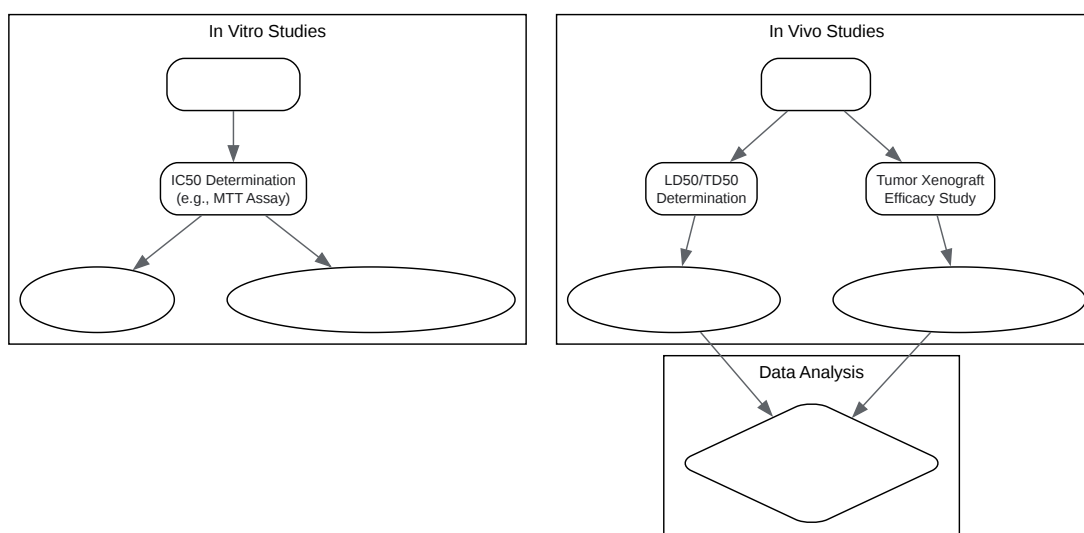 In Vitro Studies
IC50 Determination
(e.g., MTT Assay)
In Vivo Studies
LD50/TD50
Determination
Tumor Xenograft
Efficacy Study
Data Analysis